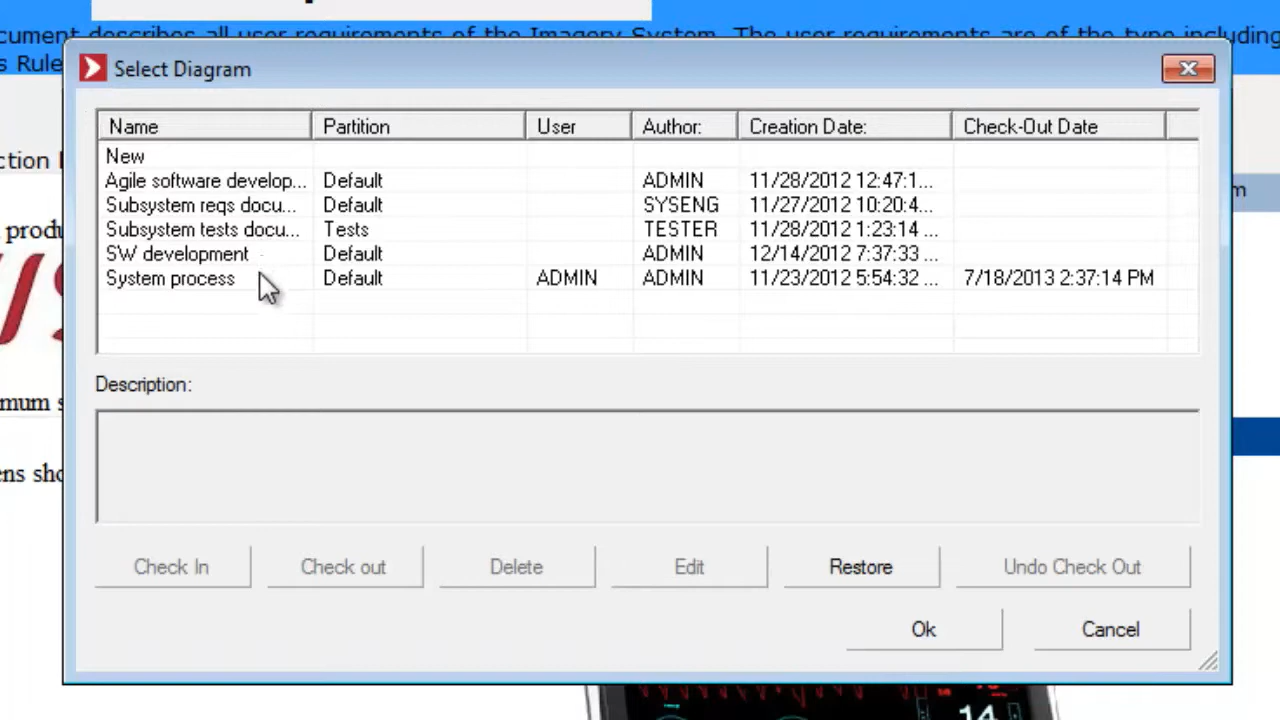 cument describes all user requirements of the Imagery System. The user requirements are of the type including
s Rule
Select Diagram
Name Partition User Author: Creation Date: Check-Out Date
New
Agile software develop... Default ADMIN 11/28/2012 12:47:1...
Subsystem reqs docu... Default SYSENG 11/27/2012 10:20:4...
Subsystem tests docu... Tests TESTER 11/28/2012 1:23:14 ...
SW development Default ADMIN 12/14/2012 7:37:33
System process Default ADMIN ADMIN 11/23/2012 5:54:32 ... 7/18/2013 2:37:14 PM
ction
m
produ
mum s
ens sho
Description:
Check In Check out Delete Edit Restore Undo Check Out
Ok Cancel
14